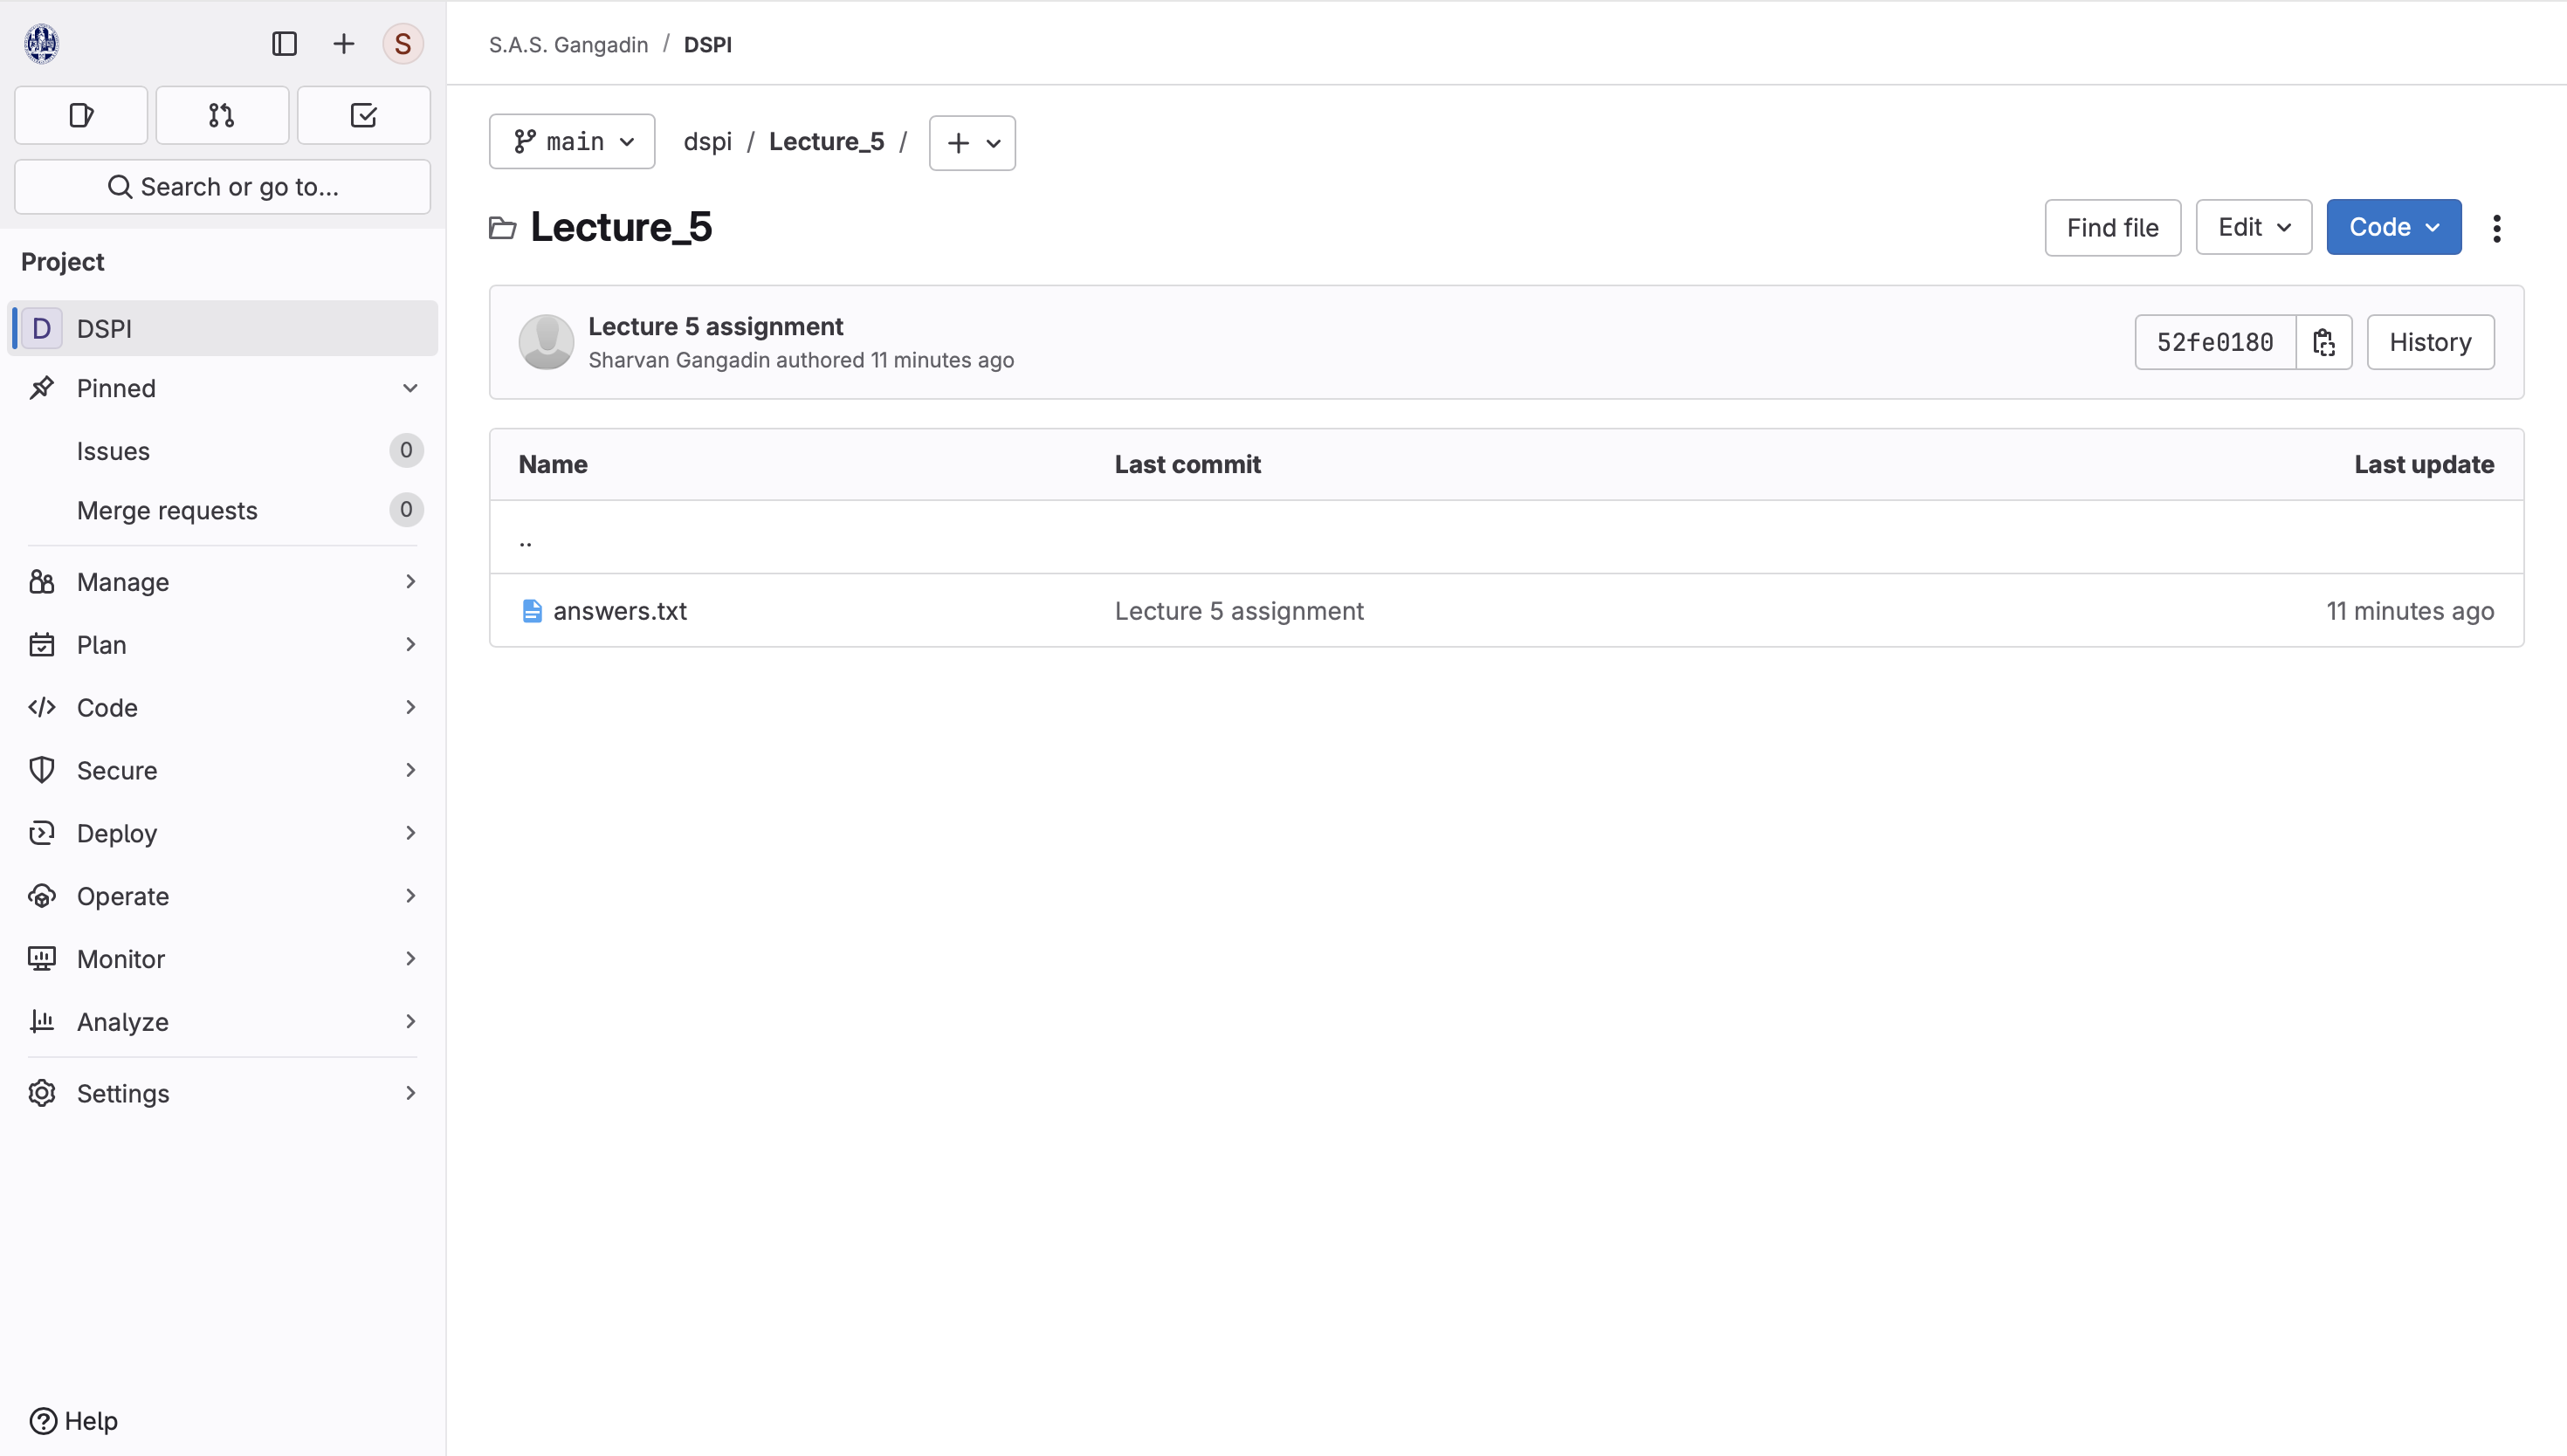 S
S.A.S. Gangadin / DSPI
Search or go to...
Project
D DSPI
Pinned
Issues 0
Merge requests 0
Manage
Plan
Code
Secure
Deploy
Operate
Monitor
Analyze
Settings
Help
main dspi / Lecture_5 /
Lecture_5
Find file Edit Code
Lecture 5 assignment
Sharvan Gangadin authored 11 minutes ago
52fe0180 History
Name Last commit Last update
..
answers.txt Lecture 5 assignment 11 minutes ago